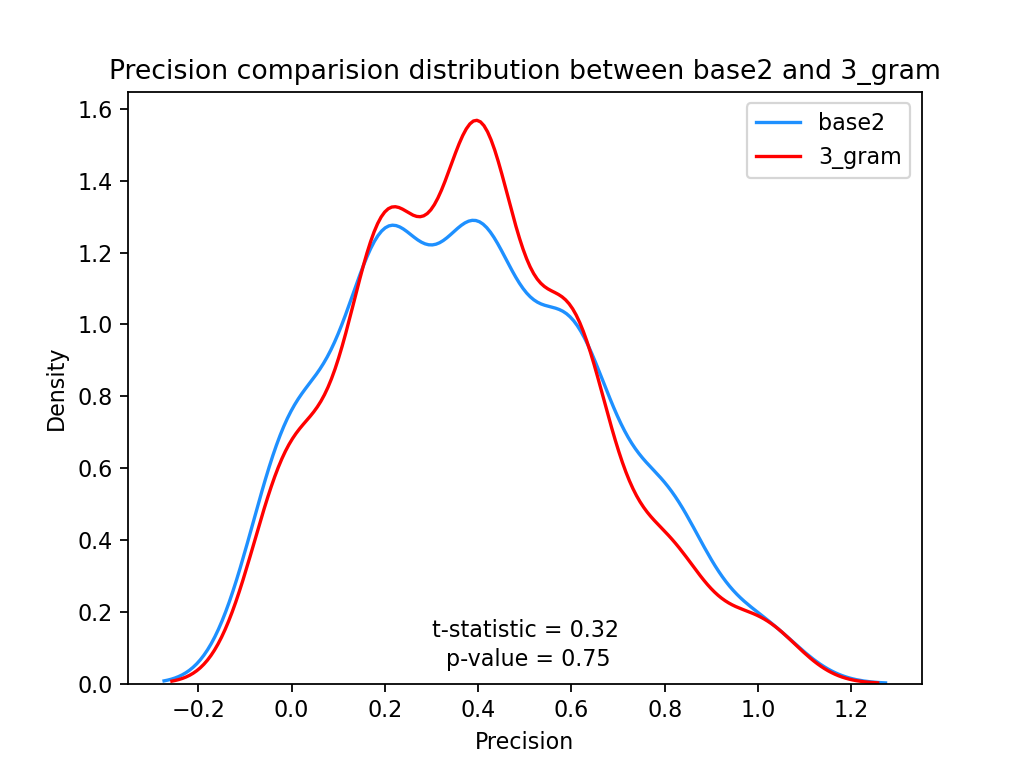 Precision comparision distribution between base2 and 3_gram
base2
3_gram
1.6
1.4
1.2
1.0
0.8
0.6
0.4
0.2
0.0
Density
t-statistic = 0.32
p-value = 0.75
−0.2 0.0 0.2 0.4 0.6 0.8 1.0 1.2
Precision